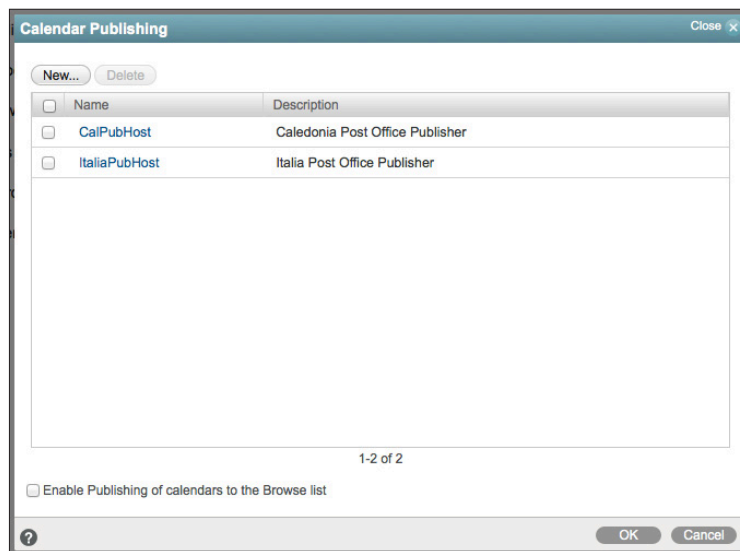 Calendar Publishing Close
New... Delete
Name Description
CalPubHost Caledonia Post Office Publisher
ItaliaPubHost Italia Post Office Publisher
1-2 of 2
Enable Publishing of calendars to the Browse list
? OK Cancel